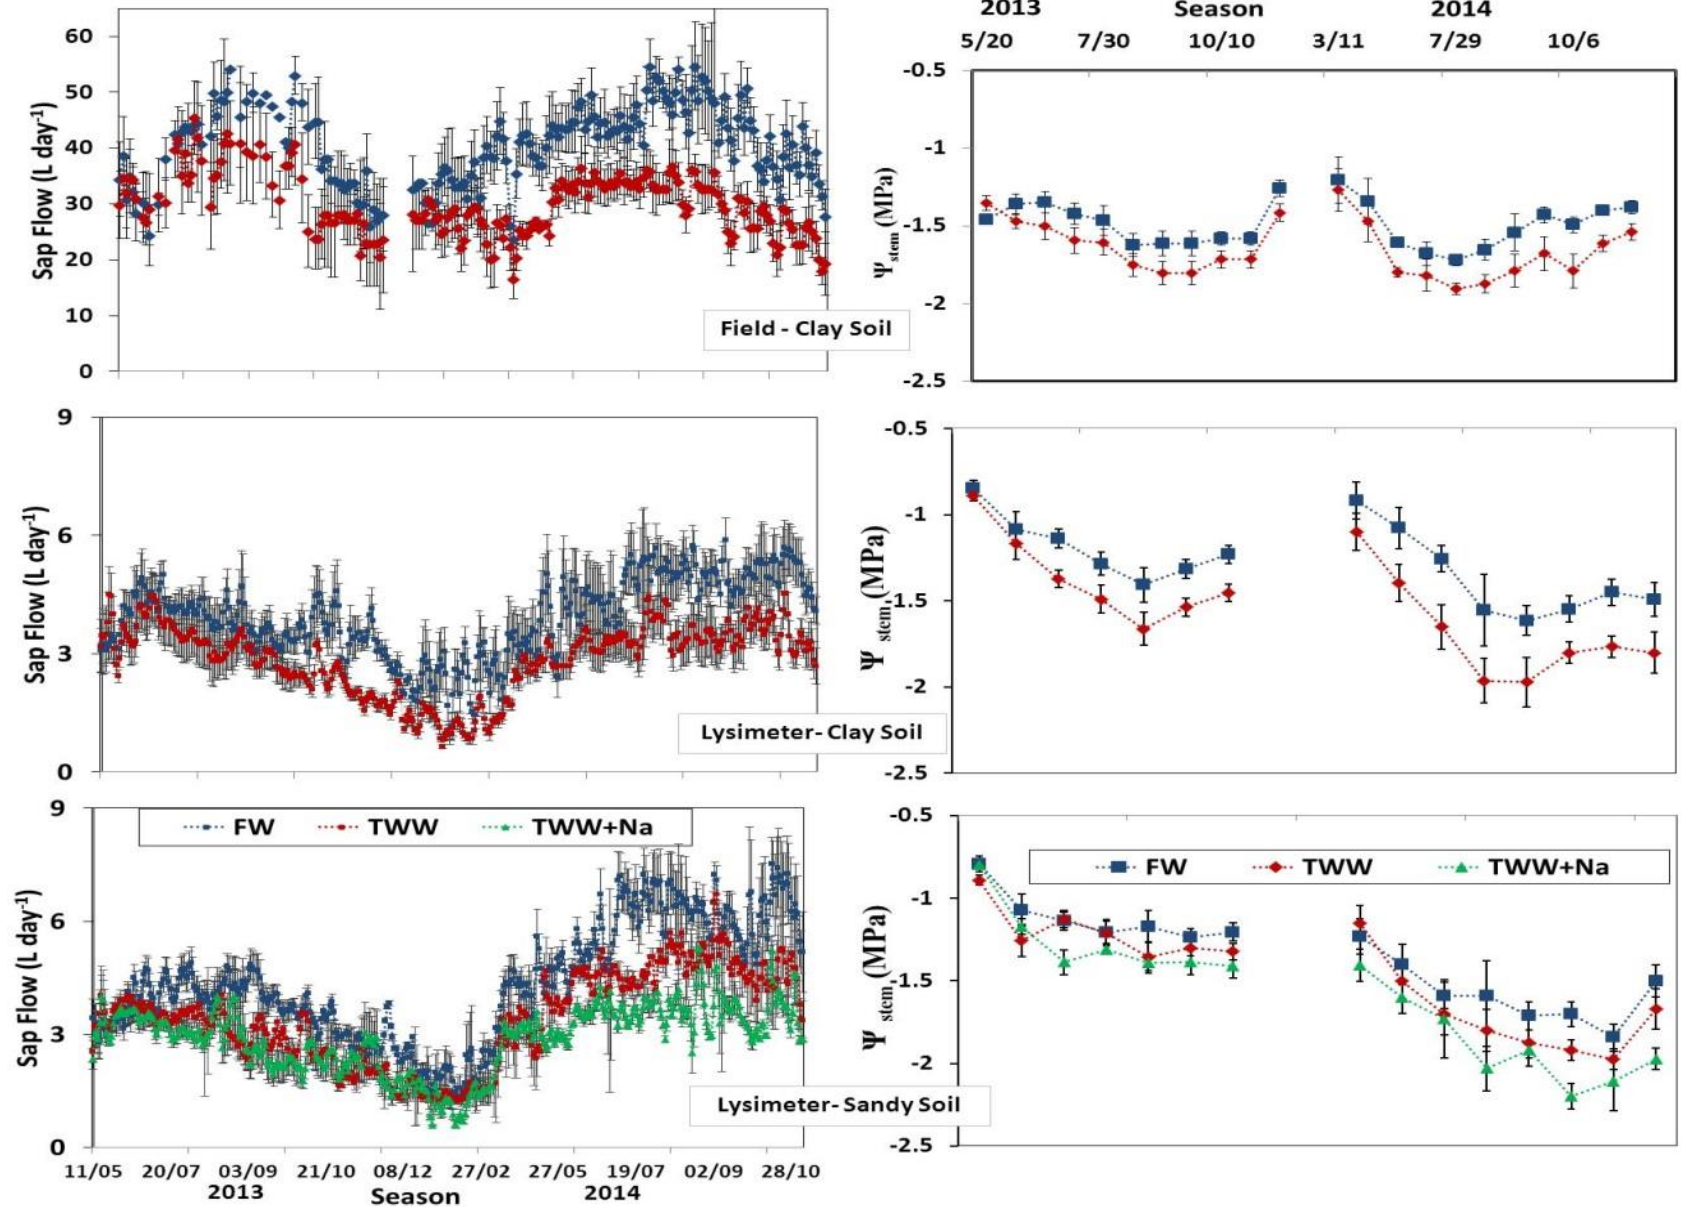 2013 Season 2014
5/20 7/30 10/10 3/11 7/29 10/6
60
50
40
30
20
10
0
Sap Flow (L day-1)
-0.5
-1
-1.5
-2
-2.5
Ψstem (MPa)
Field - Clay Soil
9
6
3
0
Sap Flow (L day-1)
-0.5
-1
-1.5
-2
-2.5
Ψ stem, (MPa)
Lysimeter- Clay Soil
9
6
3
0
Sap Flow (L day-1)
FW TWW TWW+Na
-0.5
-1
-1.5
-2
-2.5
Ψ stem, (MPa)
FW TWW TWW+Na
Lysimeter- Sandy Soil
11/05 20/07 03/09 21/10 08/12 27/02 27/05 19/07 02/09 28/10
2013 Season 2014